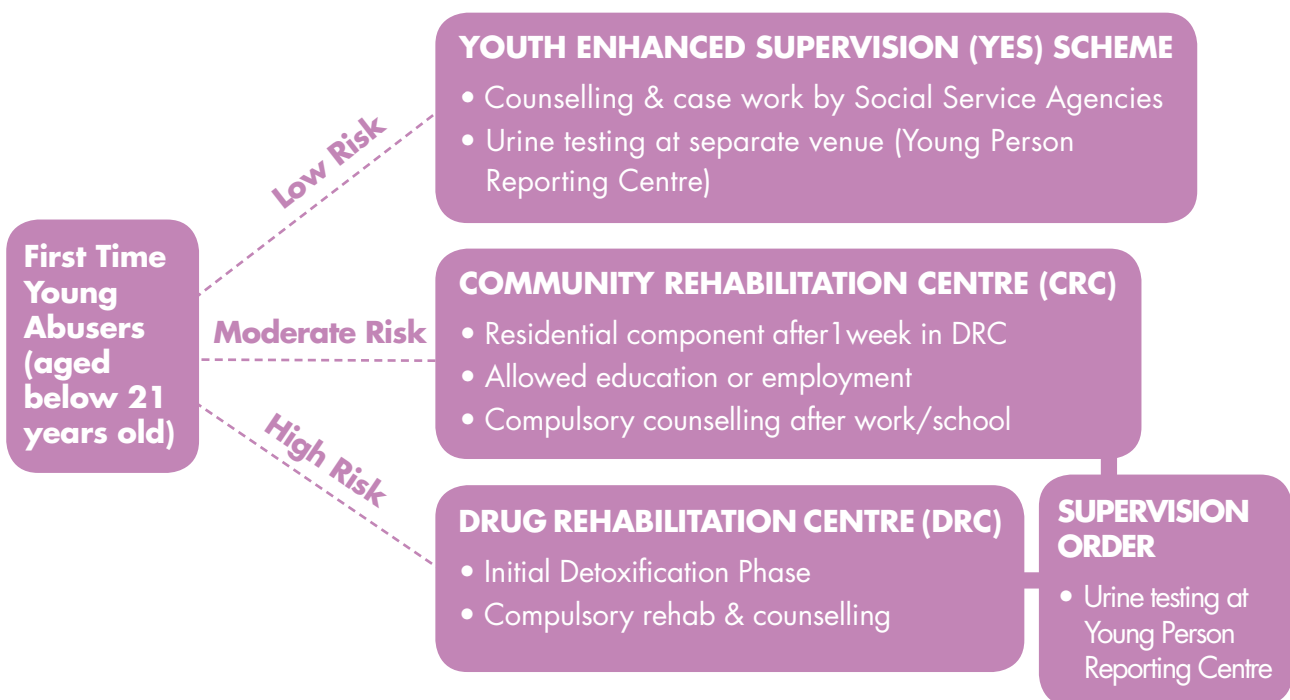 First Time
Young
Abusers
(aged
below 21
years old)
Low Risk
YOUTH ENHANCED SUPERVISION (YES) SCHEME
• Counselling & case work by Social Service Agencies
• Urine testing at separate venue (Young Person
Reporting Centre)
Moderate Risk
COMMUNITY REHABILITATION CENTRE (CRC)
• Residential component after1week in DRC
• Allowed education or employment
• Compulsory counselling after work/school
High Risk
DRUG REHABILITATION CENTRE (DRC)
• Initial Detoxification Phase
• Compulsory rehab & counselling
SUPERVISION
ORDER
• Urine testing at
Young Person
Reporting Centre